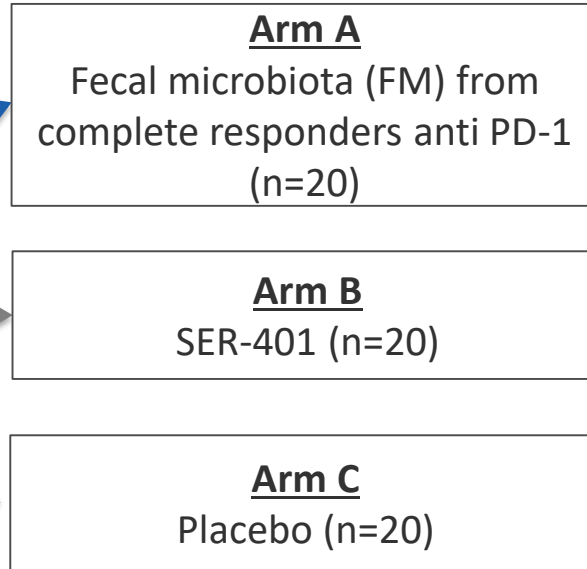 Arm A
Fecal microbiota (FM) from
complete responders anti PD-1
(n=20)
Arm B
SER-401 (n=20)
Arm C
Placebo (n=20)